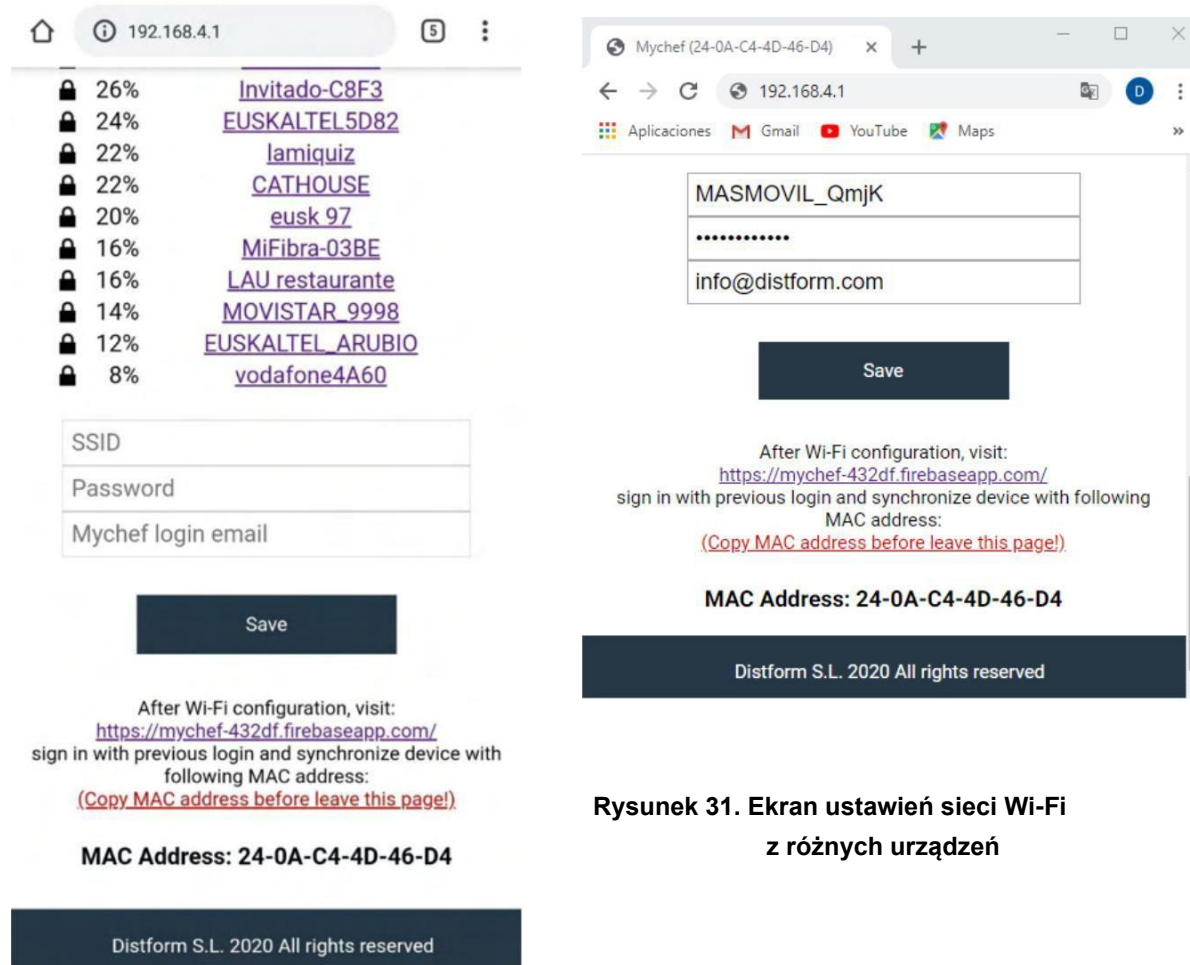 192.168.4.1
5
26% Invitado-C8F3
24% EUSKALTEL5D82
22% lamiquiz
22% CATHOUSE
20% eusk 97
16% MiFibra-03BE
16% LAU restaurante
14% MOVISTAR_9998
12% EUSKALTEL_ARUBIO
8% vodafone4A60
SSID
Password
Mychef login email
Save
After Wi-Fi configuration, visit:
https://mychef-432df.firebaseapp.com/
sign in with previous login and synchronize device with
following MAC address:
(Copy MAC address before leave this page!)
MAC Address: 24-0A-C4-4D-46-D4
Distform S.L. 2020 All rights reserved
Mychef (24-0A-C4-4D-46-D4)
192.168.4.1
D
Aplicaciones Gmail YouTube Maps »
MASMOVIL_QmjK
••••••••••••
info@distform.com
Save
After Wi-Fi configuration, visit:
https://mychef-432df.firebaseapp.com/
sign in with previous login and synchronize device with following
MAC address:
(Copy MAC address before leave this page!)
MAC Address: 24-0A-C4-4D-46-D4
Distform S.L. 2020 All rights reserved
Rysunek 31. Ekran ustawień sieci Wi-Fi
z różnych urządzeń